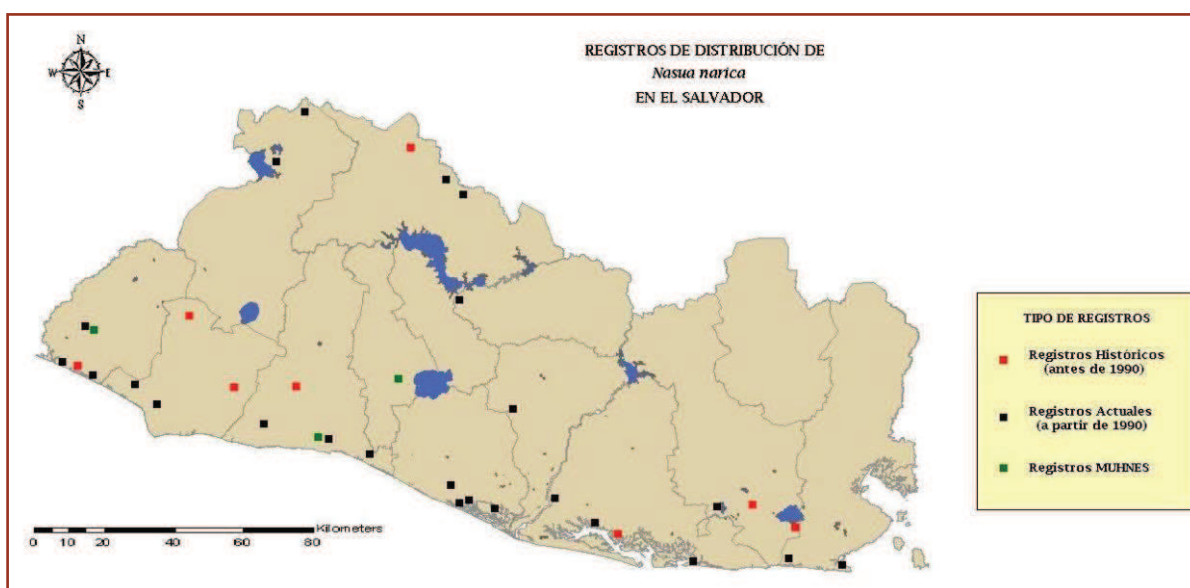 REGISTROS DE DISTRIBUCIÓN DE
Nasua narica
EN EL SALVADOR
N
W E
S
TIPO DE REGISTROS
Registros Históricos
(antes de 1990)
Registros Actuales
(a partir de 1990)
Registros MUHNES
Kilometers
0 10 20 40 60 80